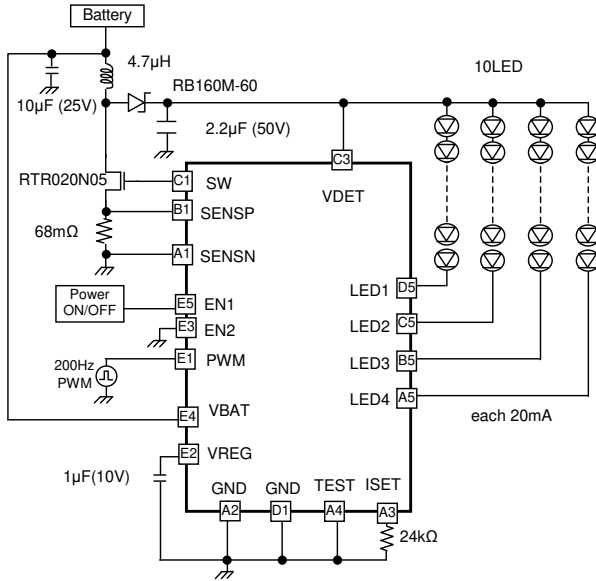 Battery
4.7μH
RB160M-60
10LED
10μF (25V)
2.2μF (50V)
C3
RTR020N05
C1
SW
VDET
B1
SENSP
68mΩ
A1
SENSN
Power
ON/OFF
E5
EN1
LED1
D5
E3
EN2
LED2
C5
200Hz
PWM
E1
PWM
LED3
B5
LED4
A5
E4
VBAT
each 20mA
E2
VREG
1μF(10V)
GND
GND
TEST
ISET
A2
D1
A4
A3
24kΩ